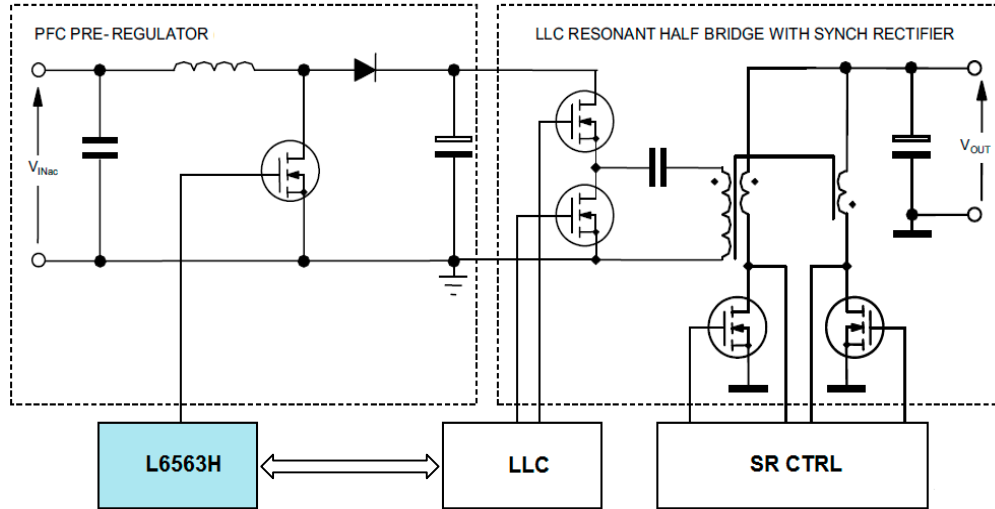 PFC PRE- REGULATOR
LLC RESONANT HALF BRIDGE WITH SYNCH RECTIFIER
VINac
VOUT
L6563H
LLC
SR CTRL